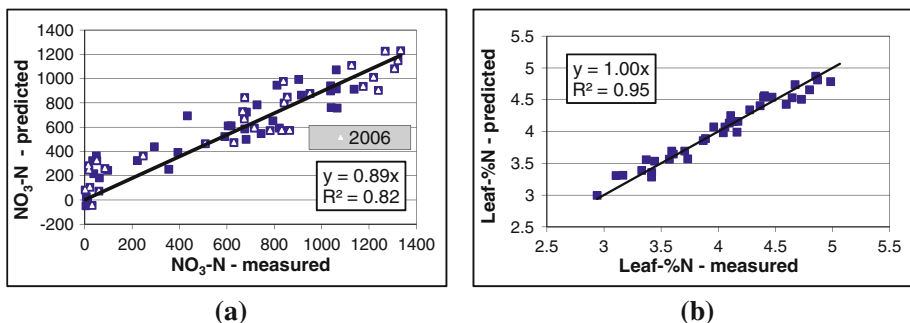 NO₃-N - predicted
1400
1200
1000
800
600
400
200
0
-200
2006
y = 0.89x
R² = 0.82
0 200 400 600 800 1000 1200 1400
NO₃-N - measured
(a)
Leaf-%N - predicted
5.5
5
4.5
4
3.5
3
2.5
y = 1.00x
R² = 0.95
2.5 3 3.5 4 4.5 5 5.5
Leaf-%N - measured
(b)